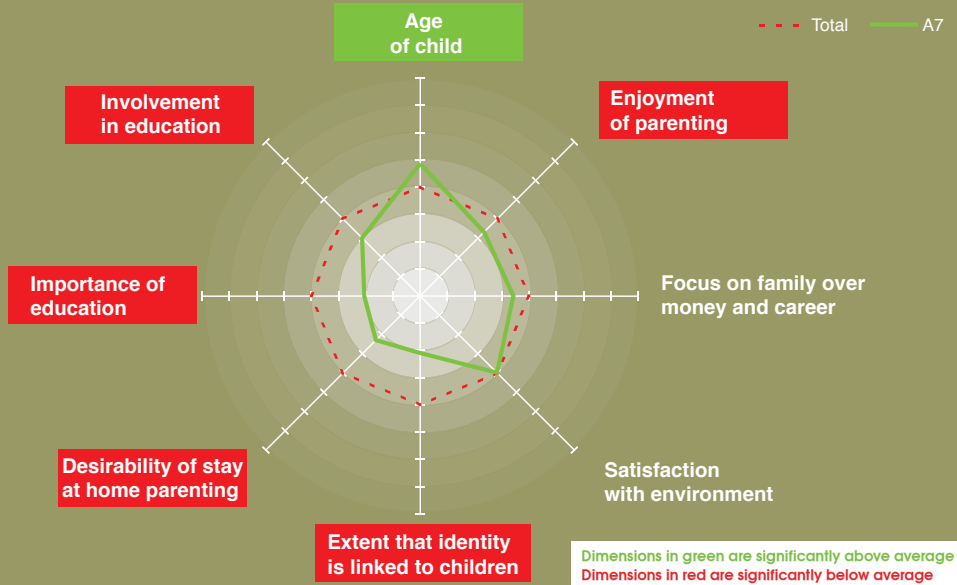 Age
of child
Total
A7
Involvement
in education
Enjoyment
of parenting
Importance of
education
Focus on family over
money and career
Desirability of stay
at home parenting
Satisfaction
with environment
Extent that identity
is linked to children
Dimensions in green are significantly above average
Dimensions in red are significantly below average